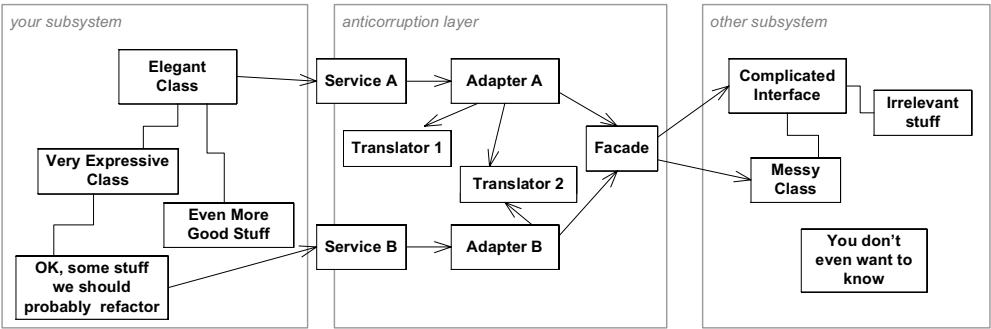 your subsystem
anticorruption layer
other subsystem
Elegant
Class
Service A
Adapter A
Complicated
Interface
Irrelevant
stuff
Translator 1
Facade
Very Expressive
Class
Translator 2
Messy
Class
Even More
Good Stuff
Service B
Adapter B
You don't
even want to
know
OK, some stuff
we should
probably refactor